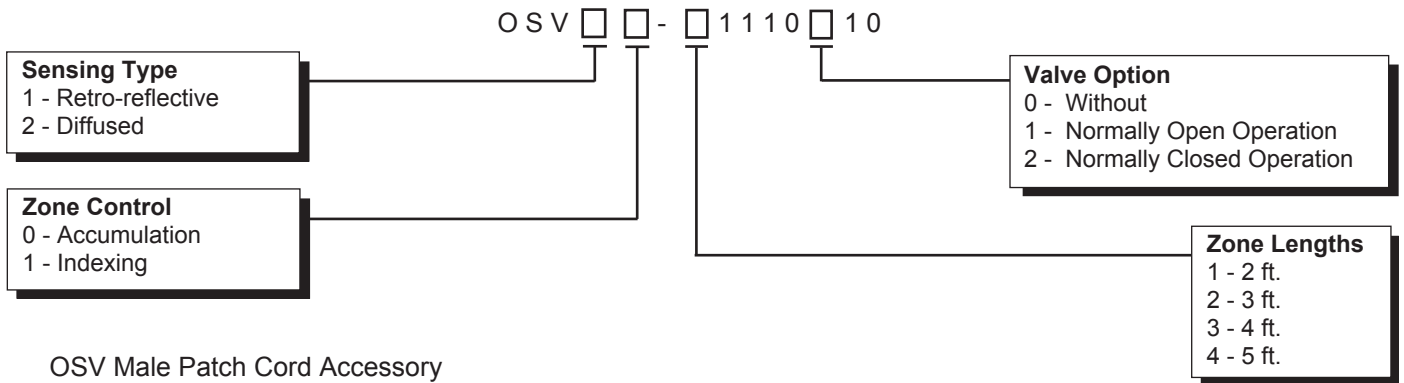 OSV□ □-□1110□10
Sensing Type
1 - Retro-reflective
2 - Diffused
Zone Control
0 - Accumulation
1 - Indexing
Valve Option
0 - Without
1 - Normally Open Operation
2 - Normally Closed Operation
Zone Lengths
1 - 2 ft.
2 - 3 ft.
3 - 4 ft.
4 - 5 ft.
OSV Male Patch Cord Accessory